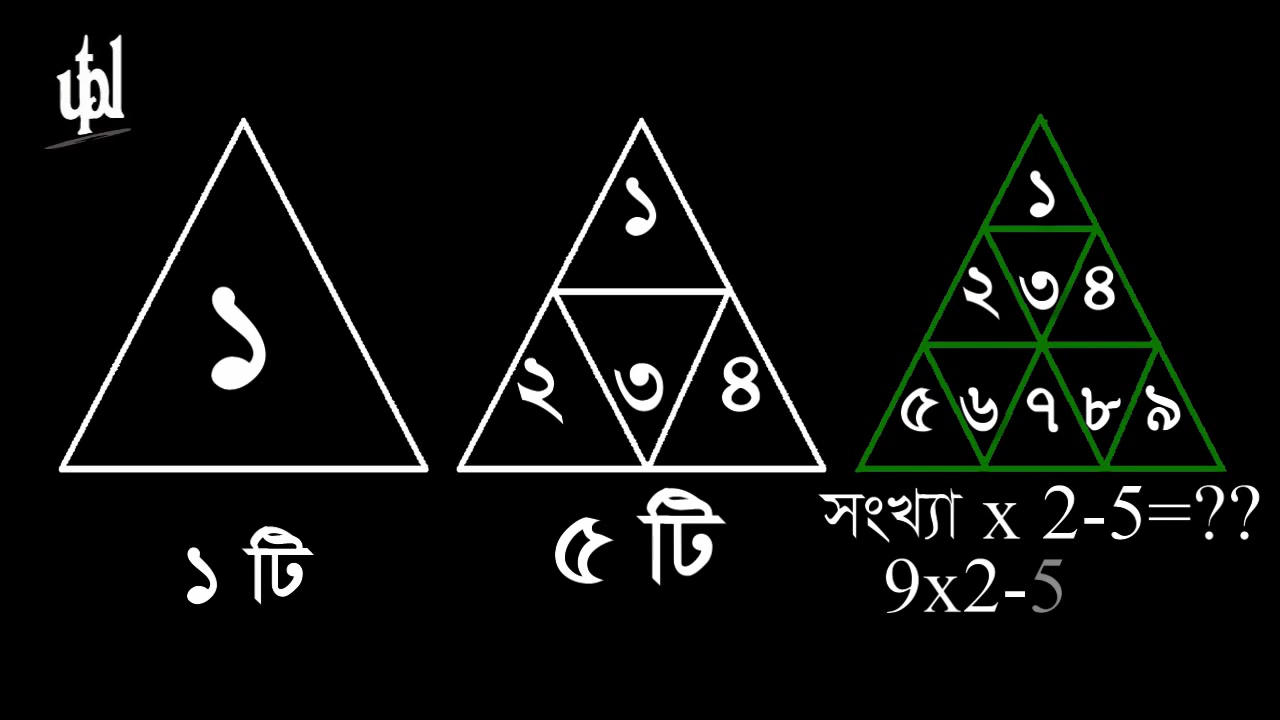 ১
১ টি
১
২ ৩ ৪
৫ টি
১
২ ৩ ৪
৫ ৬ ৭ ৮ ৯
সংখ্যা x 2-5=??
9x2-5